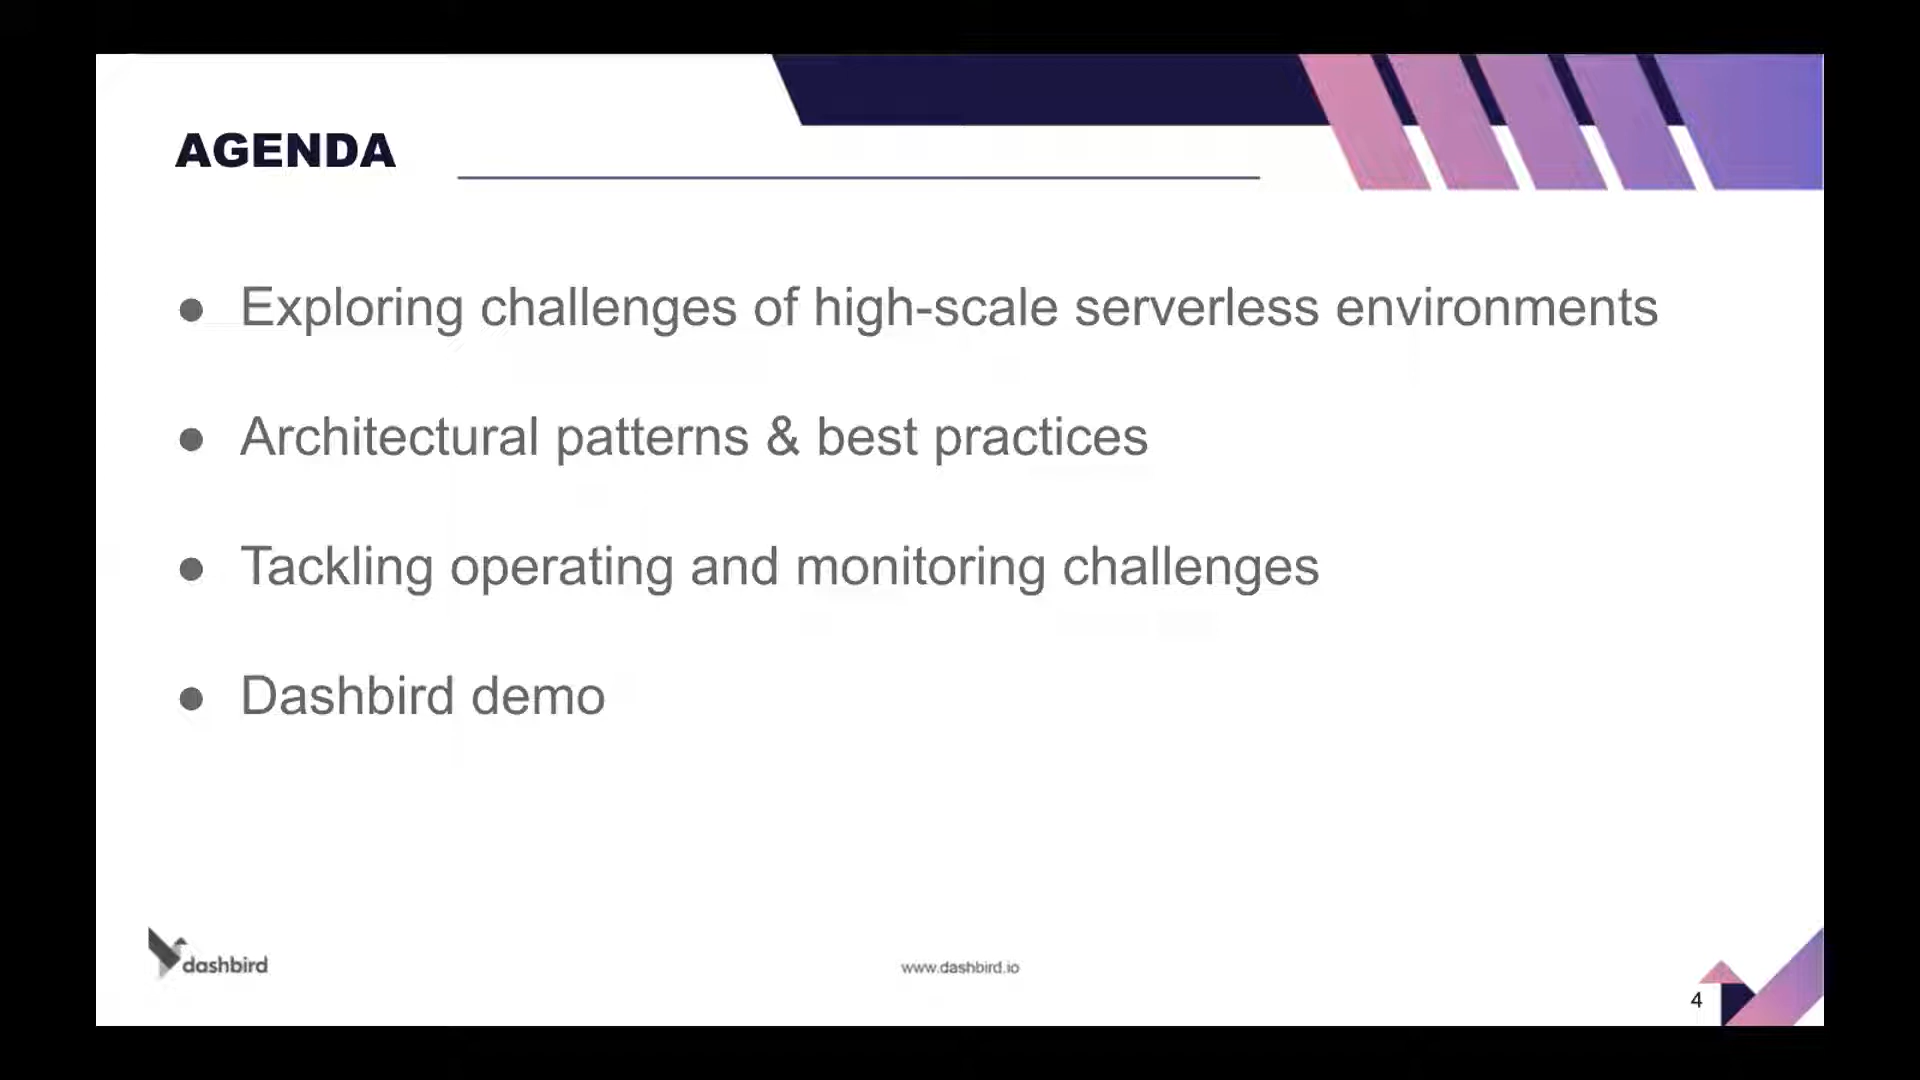 AGENDA
● Exploring challenges of high-scale serverless environments
● Architectural patterns & best practices
● Tackling operating and monitoring challenges
● Dashbird demo
dashbird
www.dashbird.io
4